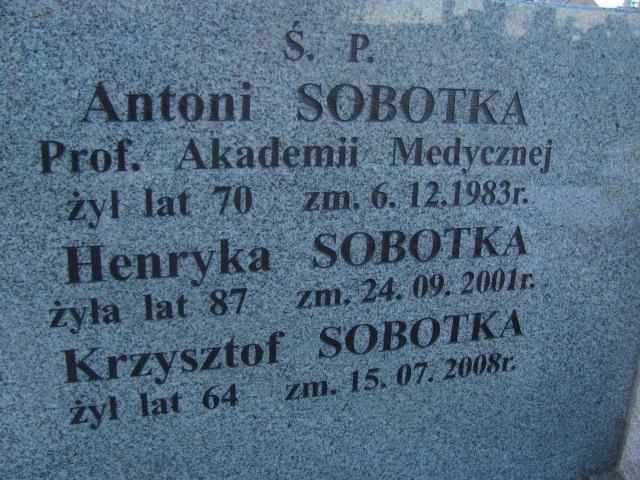 Ś. P.
Antoni SOBOTKA
Prof. Akademii Medycznej
żył lat 70 zm. 6. 12.1983r.
Henryka SOBOTKA
żyła lat 87 zm. 24. 09. 2001r.
Krzysztof SOBOTKA
żył lat 64 zm. 15. 07. 2008r.